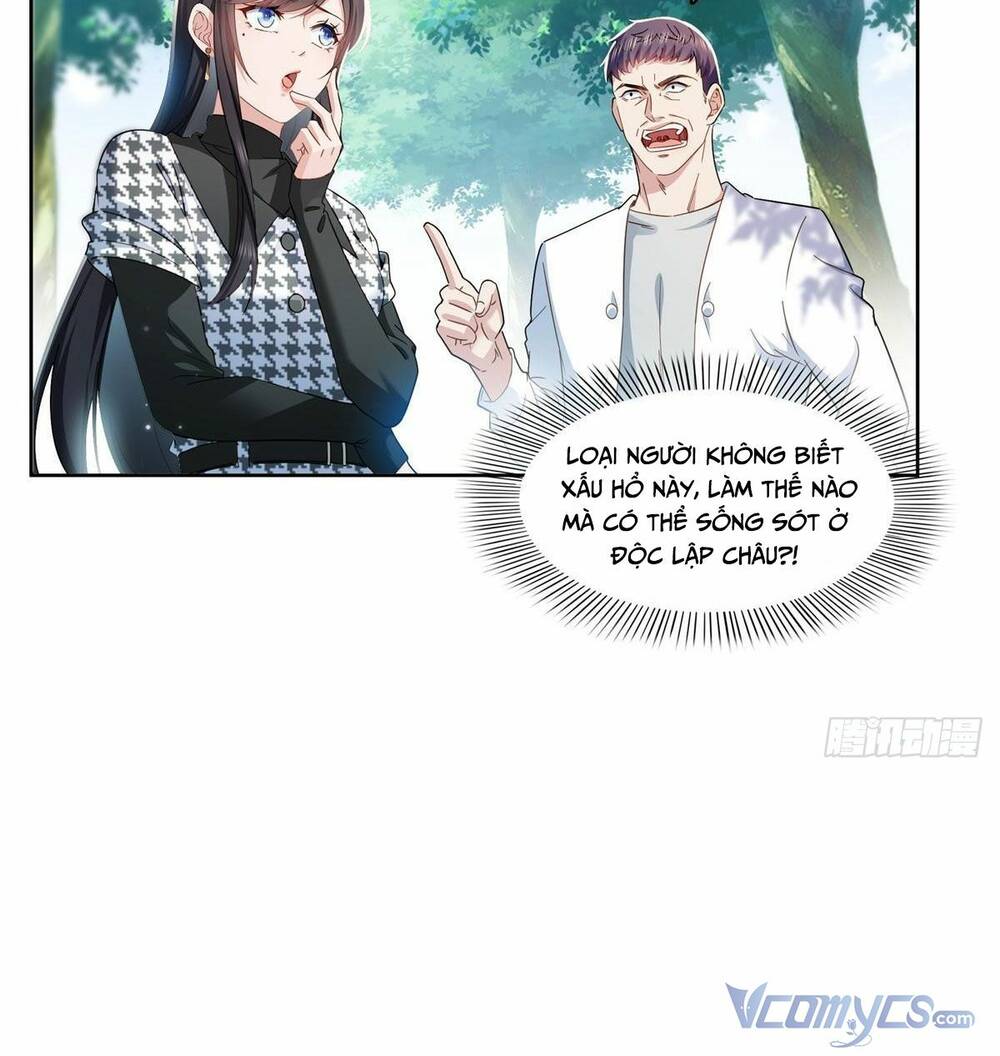 LOẠI NGƯỜI KHÔNG BIẾT
XẤU HỔ NÀY, LÀM THẾ NÀO
MÀ CÓ THỂ SỐNG SÓT Ở
ĐỘC LẬP CHÂU?!
腾讯动漫
VCOMYCS.com